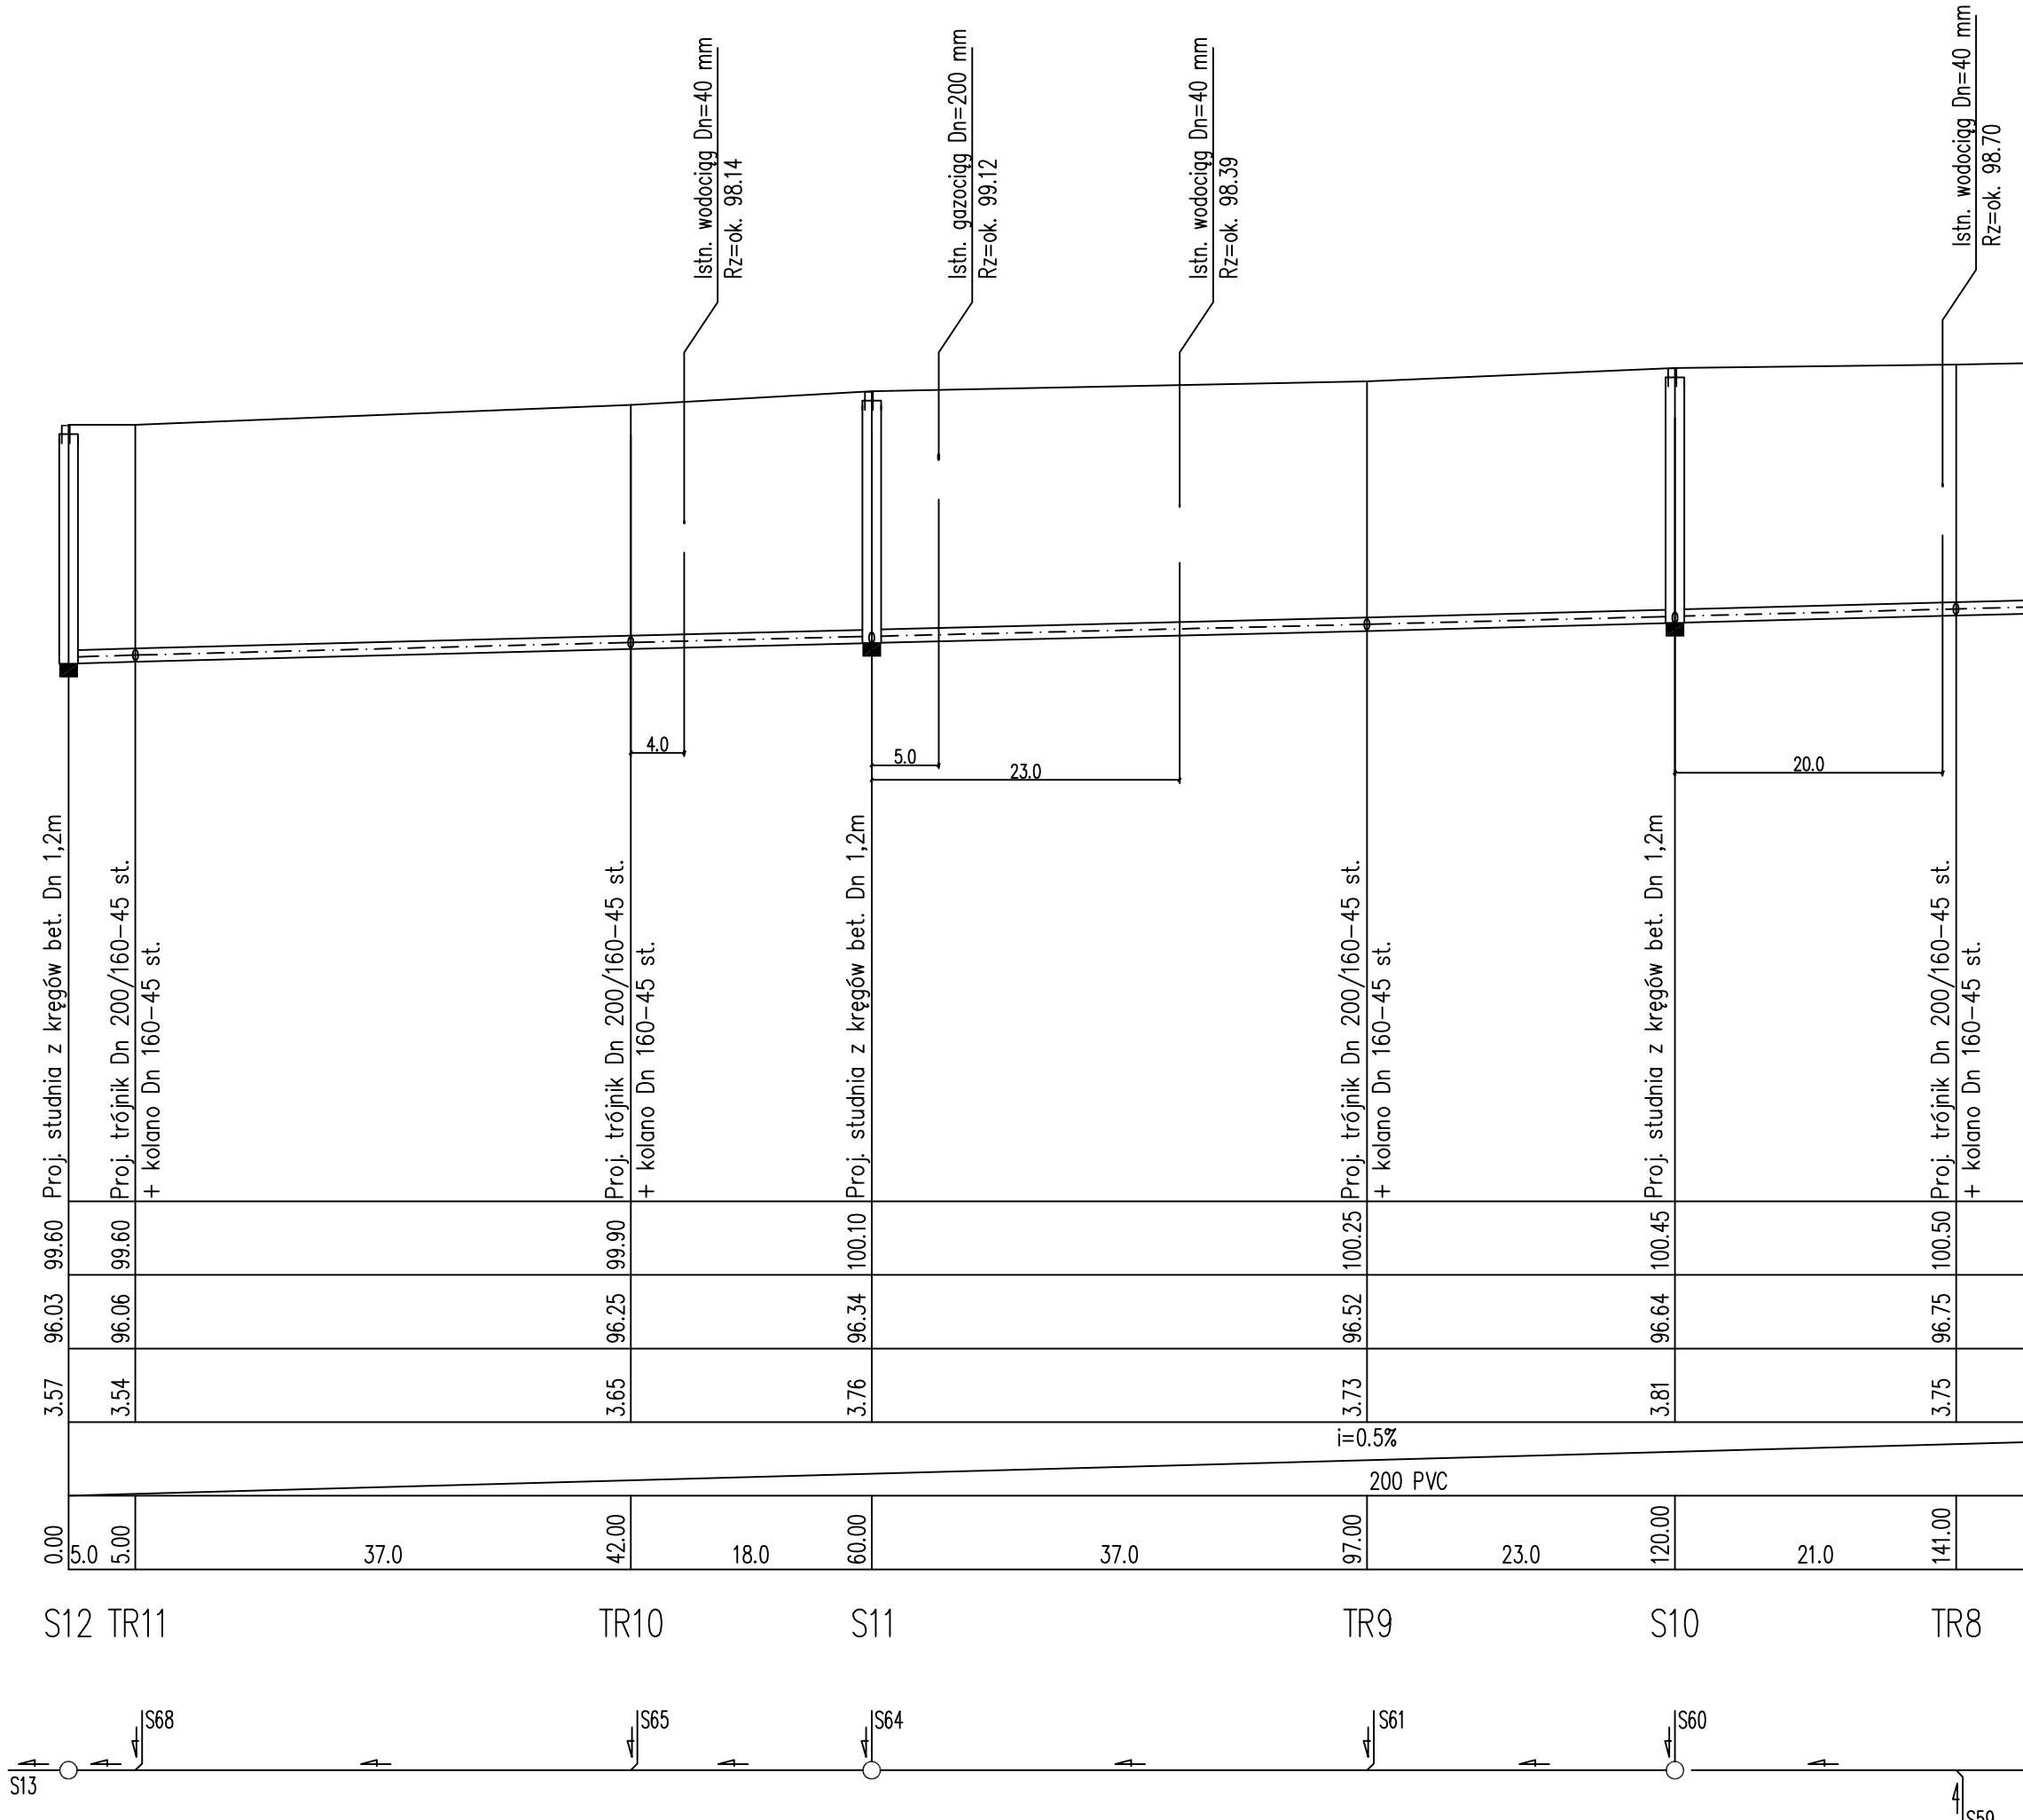 Istn. wodociąg Dn=40 mm
Rz=ok. 98.14
Istn. gazociąg Dn=200 mm
Rz=ok. 99.12
Istn. wodociąg Dn=40 mm
Rz=ok. 98.39
Istn. wodociąg Dn=40 mm
Rz=ok. 98.70
4.0
5.0
23.0
20.0
Proj. studnia z kręgów bet. Dn 1,2m
Proj. trójnik Dn 200/160-45 st.
+ kolano Dn 160-45 st.
Proj. trójnik Dn 200/160-45 st.
+ kolano Dn 160-45 st.
Proj. studnia z kręgów bet. Dn 1,2m
Proj. trójnik Dn 200/160-45 st.
+ kolano Dn 160-45 st.
Proj. studnia z kręgów bet. Dn 1,2m
Proj. trójnik Dn 200/160-45 st.
+ kolano Dn 160-45 st.
99.60 99.60 99.90 100.10 100.25 100.45 100.50
96.03 96.06 96.25 96.34 96.52 96.64 96.75
3.57 3.54 3.65 3.76 3.73 3.81 3.75
i=0.5%
200 PVC
0.00 5.0 5.00 37.0 42.00 18.0 60.00 37.0 97.00 23.0 120.00 21.0 141.00
S12 TR11 TR10 S11 TR9 S10 TR8
S68 S65 S64 S61 S60
S13
S59